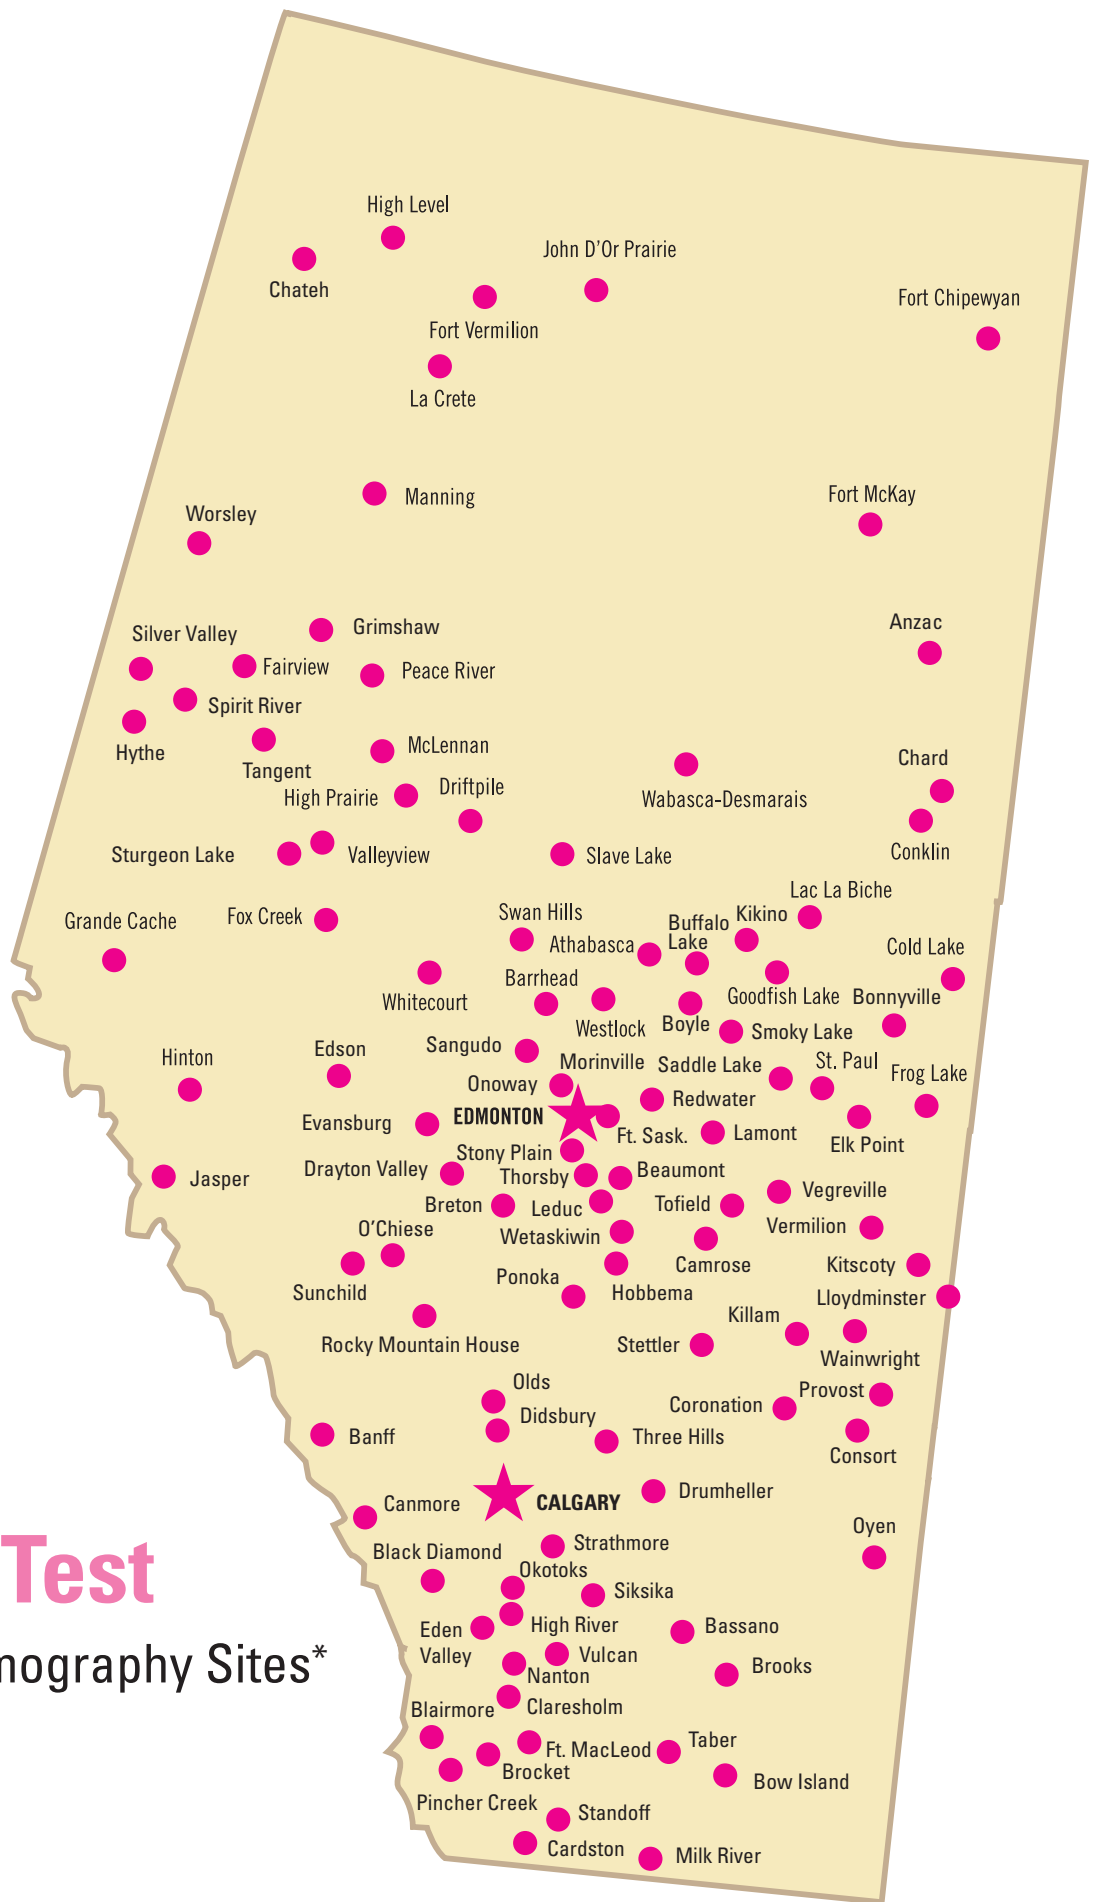 High Level
John D'Or Prairie
Chateh
Fort Chipewyan
Fort Vermilion
La Crete
Manning
Fort McKay
Worsley
Anzac
Grimshaw
Silver Valley
Fairview
Peace River
Spirit River
McLennan
Hythe
Tangent
Chard
High Prairie
Driftpile
Wabasca-Desmarais
Sturgeon Lake
Valleyview
Slave Lake
Conklin
Lac La Biche
Grande Cache
Fox Creek
Swan Hills
Buffalo
Lake
Kikino
Athabasca
Cold Lake
Whitecourt
Barrhead
Goodfish Lake
Bonnyville
Westlock
Boyle
Smoky Lake
Hinton
Edson
Sangudo
Morinville
Saddle Lake
St. Paul
Frog Lake
Onoway
Redwater
Evansburg
EDMONTON
Ft. Sask.
Lamont
Elk Point
Stony Plain
Jasper
Drayton Valley
Thorsby
Beaumont
Vegreville
Breton
Leduc
Tofield
O'Chiese
Wetaskiwin
Vermilion
Camrose
Kitscoty
Sunchild
Ponoka
Hobbema
Lloydminster
Killam
Rocky Mountain House
Stettler
Wainwright
Olds
Provost
Coronation
Didsbury
Banff
Three Hills
Consort
Drumheller
Canmore
CALGARY
Oyen
Strathmore
Test
Black Diamond
Okotoks
Siksika
Eden
Valley
High River
Bassano
mography Sites*
Vulcan
Nanton
Brooks
Blairmore
Claresholm
Taber
Ft. MacLeod
Brocket
Bow Island
Pincher Creek
Standoff
Cardston
Milk River